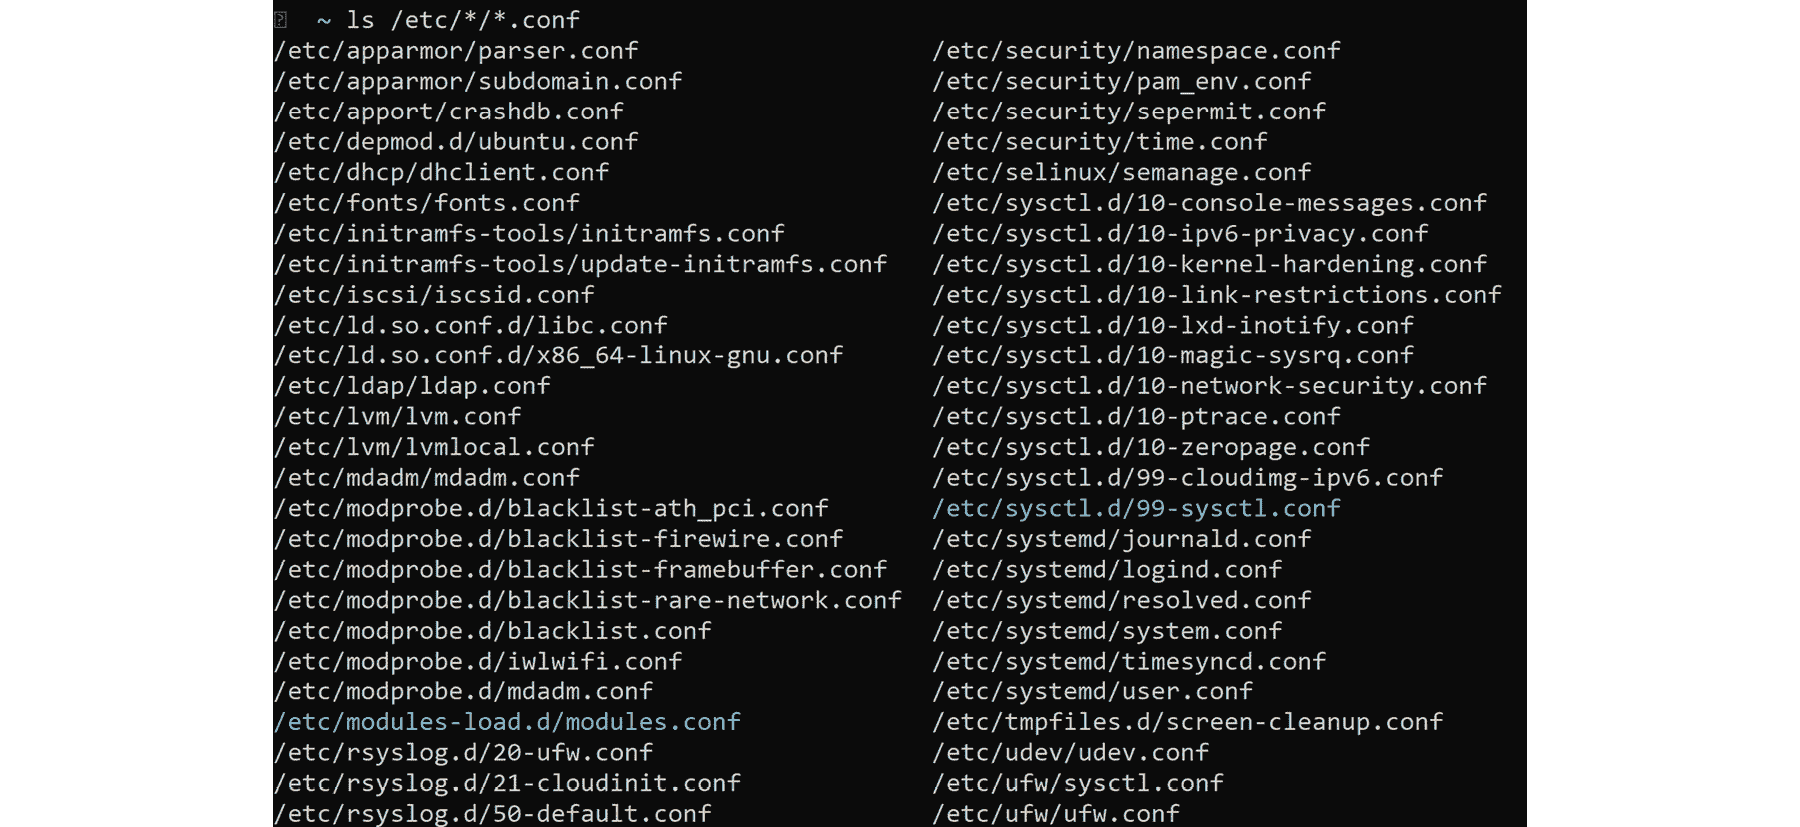 ~ ls /etc/*/*.conf
/etc/apparmor/parser.conf /etc/security/namespace.conf
/etc/apparmor/subdomain.conf /etc/security/pam_env.conf
/etc/apport/crashdb.conf /etc/security/sepermit.conf
/etc/depmod.d/ubuntu.conf /etc/security/time.conf
/etc/dhcp/dhclient.conf /etc/selinux/semanage.conf
/etc/fonts/fonts.conf /etc/sysctl.d/10-console-messages.conf
/etc/initramfs-tools/initramfs.conf /etc/sysctl.d/10-ipv6-privacy.conf
/etc/initramfs-tools/update-initramfs.conf /etc/sysctl.d/10-kernel-hardening.conf
/etc/iscsi/iscsid.conf /etc/sysctl.d/10-link-restrictions.conf
/etc/ld.so.conf.d/libc.conf /etc/sysctl.d/10-lxd-inotify.conf
/etc/ld.so.conf.d/x86_64-linux-gnu.conf /etc/sysctl.d/10-magic-sysrq.conf
/etc/ldap/ldap.conf /etc/sysctl.d/10-network-security.conf
/etc/lvm/lvm.conf /etc/sysctl.d/10-ptrace.conf
/etc/lvm/lvmlocal.conf /etc/sysctl.d/10-zeropage.conf
/etc/mdadm/mdadm.conf /etc/sysctl.d/99-cloudimg-ipv6.conf
/etc/modprobe.d/blacklist-ath_pci.conf /etc/sysctl.d/99-sysctl.conf
/etc/modprobe.d/blacklist-firewire.conf /etc/systemd/journald.conf
/etc/modprobe.d/blacklist-framebuffer.conf /etc/systemd/logind.conf
/etc/modprobe.d/blacklist-rare-network.conf /etc/systemd/resolved.conf
/etc/modprobe.d/blacklist.conf /etc/systemd/system.conf
/etc/modprobe.d/iwlwifi.conf /etc/systemd/timesyncd.conf
/etc/modprobe.d/mdadm.conf /etc/systemd/user.conf
/etc/modules-load.d/modules.conf /etc/tmpfiles.d/screen-cleanup.conf
/etc/rsyslog.d/20-ufw.conf /etc/udev/udev.conf
/etc/rsyslog.d/21-cloudinit.conf /etc/ufw/sysctl.conf
/etc/rsyslog.d/50-default.conf /etc/ufw/ufw.conf